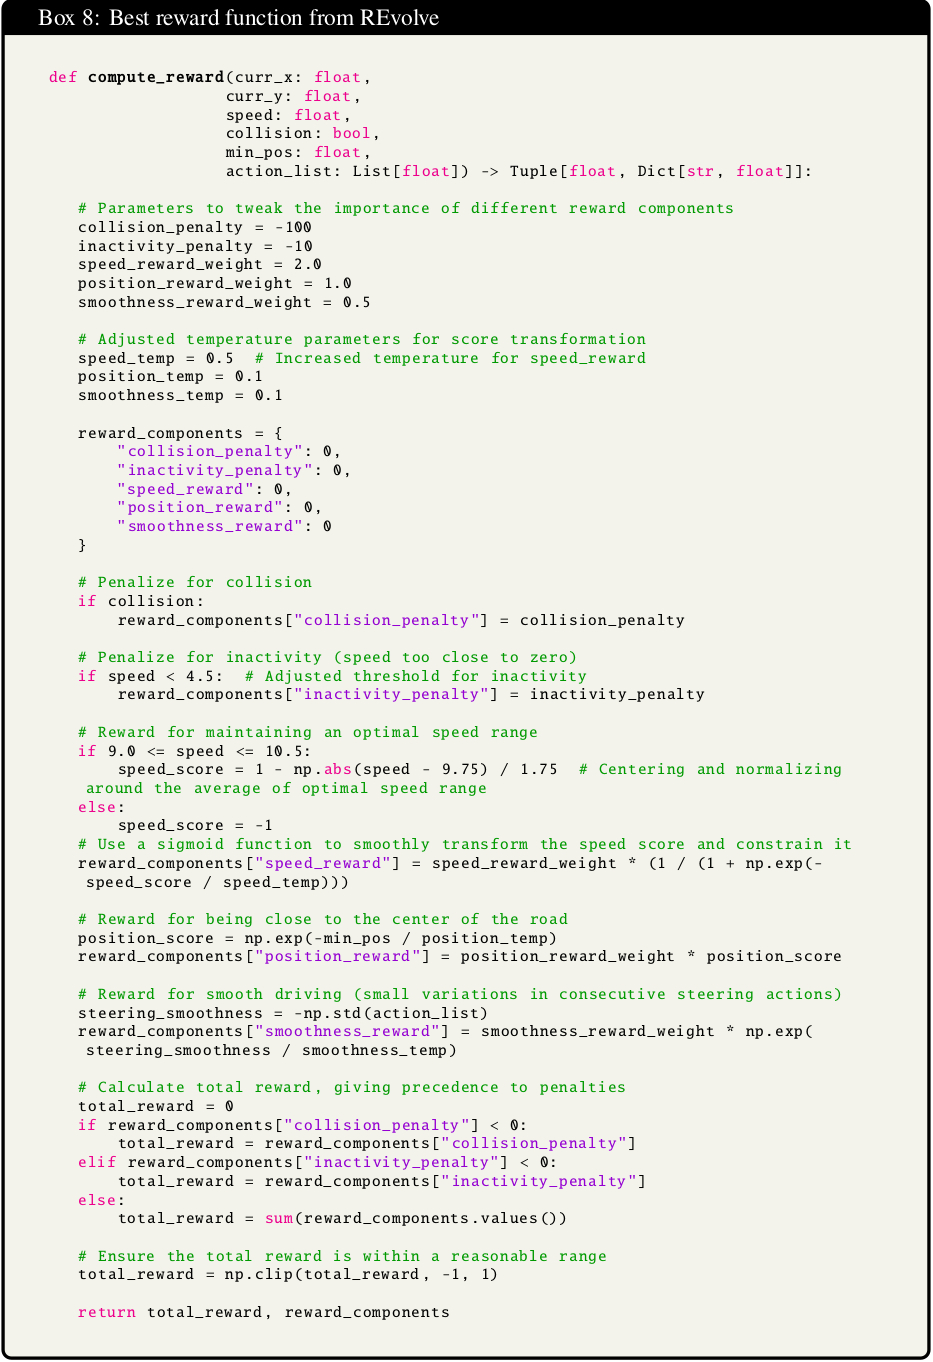 Box 8: Best reward function from REvolve
def compute_reward(curr_x: float,
                  curr_y: float,
                  speed: float,
                  collision: bool,
                  min_pos: float,
                  action_list: List[float]) -> Tuple[float, Dict[str, float]]:
   # Parameters to tweak the importance of different reward components
   collision_penalty = -100
   inactivity_penalty = -10
   speed_reward_weight = 2.0
   position_reward_weight = 1.0
   smoothness_reward_weight = 0.5
   # Adjusted temperature parameters for score transformation
   speed_temp = 0.5  # Increased temperature for speed_reward
   position_temp = 0.1
   smoothness_temp = 0.1
   reward_components = {
       "collision_penalty": 0,
       "inactivity_penalty": 0,
       "speed_reward": 0,
       "position_reward": 0,
       "smoothness_reward": 0
   }
   # Penalize for collision
   if collision:
       reward_components["collision_penalty"] = collision_penalty
   # Penalize for inactivity (speed too close to zero)
   if speed < 4.5:  # Adjusted threshold for inactivity
       reward_components["inactivity_penalty"] = inactivity_penalty
   # Reward for maintaining an optimal speed range
   if 9.0 <= speed <= 10.5:
       speed_score = 1 - np.abs(speed - 9.75) / 1.75  # Centering and normalizing
    around the average of optimal speed range
   else:
       speed_score = -1
   # Use a sigmoid function to smoothly transform the speed score and constrain it
   reward_components["speed_reward"] = speed_reward_weight * (1 / (1 + np.exp(-
    speed_score / speed_temp)))
   # Reward for being close to the center of the road
   position_score = np.exp(-min_pos / position_temp)
   reward_components["position_reward"] = position_reward_weight * position_score
   # Reward for smooth driving (small variations in consecutive steering actions)
   steering_smoothness = -np.std(action_list)
   reward_components["smoothness_reward"] = smoothness_reward_weight * np.exp(
    steering_smoothness / smoothness_temp)
   # Calculate total reward, giving precedence to penalties
   total_reward = 0
   if reward_components["collision_penalty"] < 0:
       total_reward = reward_components["collision_penalty"]
   elif reward_components["inactivity_penalty"] < 0:
       total_reward = reward_components["inactivity_penalty"]
   else:
       total_reward = sum(reward_components.values())
   # Ensure the total reward is within a reasonable range
   total_reward = np.clip(total_reward, -1, 1)
   return total_reward, reward_components